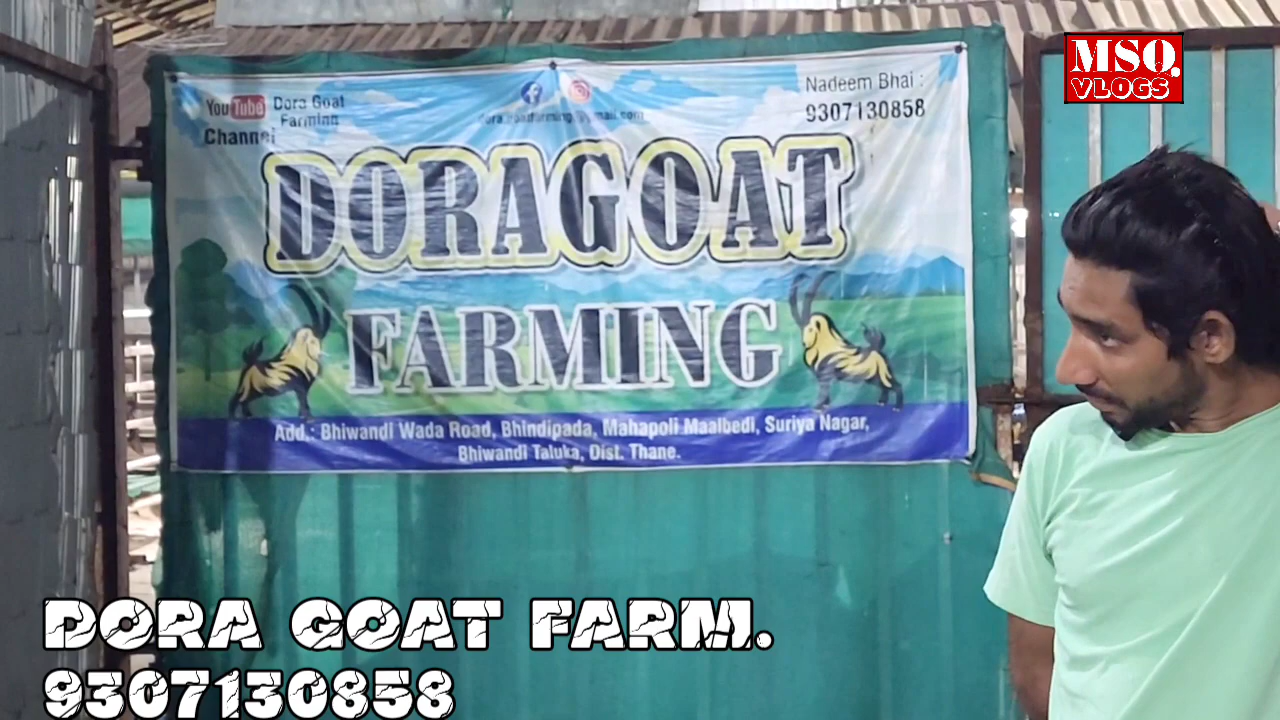 MSQ.
VLOGS
YouTube Dora Goat
Farming
Channel
Nadeem Bhai :
9307130858
DORAGOAT
FARMING
Add.: Bhiwandi Wada Road, Bhindipada, Mahapoli Maalbedi, Suriya Nagar,
Bhiwandi Taluka, Dist. Thane.
DORA GOAT FARM.
9307130858